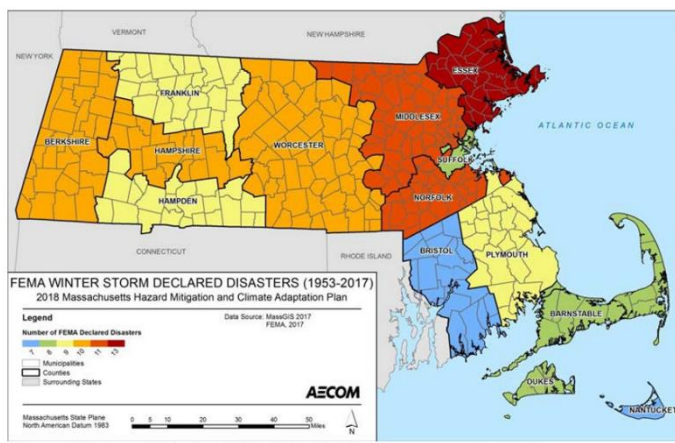 VERMONT
NEW HAMPSHIRE
NEW YORK
ESSEX
FRANKLIN
MIDDLESEX
ATLANTIC OCEAN
BERKSHIRE
HAMPSHIRE
WORCESTER
SUFFOLK
HAMPDEN
NORFOLK
CONNECTICUT
RHODE ISLAND
BRISTOL
PLYMOUTH
BARNSTABLE
DUKES
NANTUCKET
FEMA WINTER STORM DECLARED DISASTERS (1953-2017)
2018 Massachusetts Hazard Mitigation and Climate Adaptation Plan
Legend
Data Source: MassGIS 2017
FEMA, 2017
Number of FEMA Declared Disasters
7 8 9 10 11 13
Municipalities
Counties
Surrounding States
AECOM
Massachusetts State Plane
North American Datum 1983
0 5 10 20 30 40 50
Miles
N